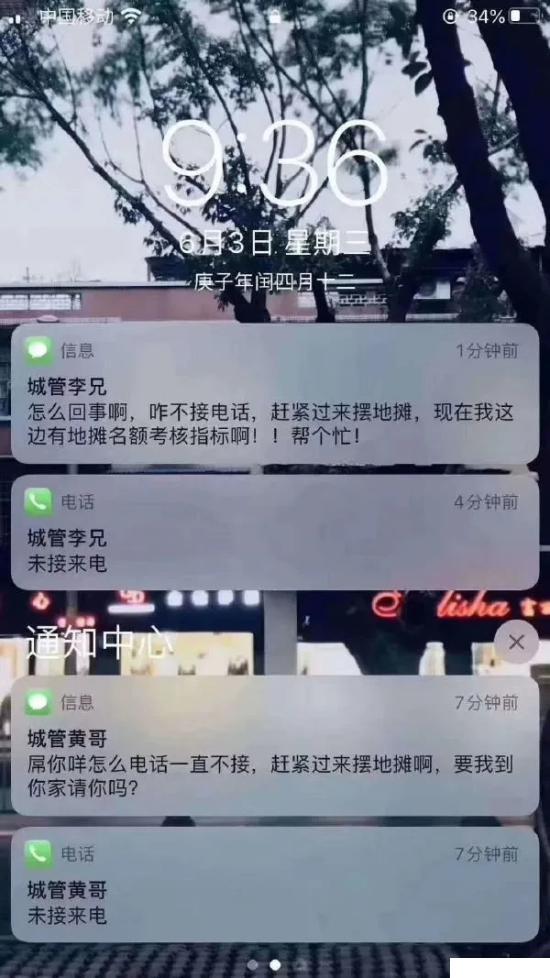 中国移动
34%
9:36
6月3日 星期三
庚子年闰四月十二
信息
1分钟前
城管李兄
怎么回事啊，咋不接电话，赶紧过来摆地摊，现在我这
边有地摊名额考核指标啊！！帮个忙！
电话
4分钟前
城管李兄
未接来电
lisha
通知中心
信息
7分钟前
城管黄哥
屌你咩怎么电话一直不接，赶紧过来摆地摊啊，要我到
你家请你吗？
电话
7分钟前
城管黄哥
未接来电